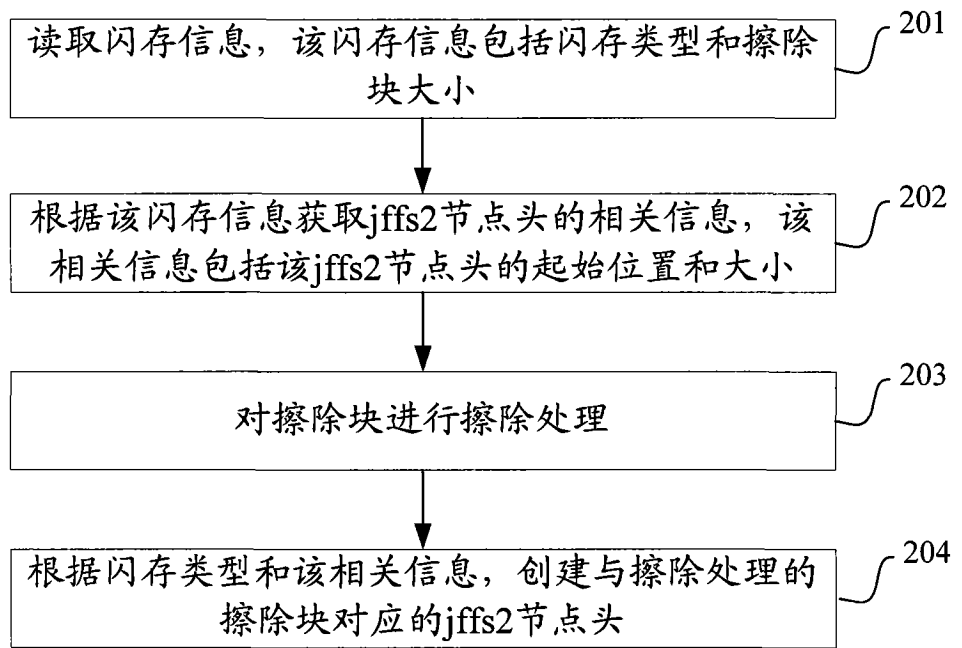 读取闪存信息，该闪存信息包括闪存类型和擦除
块大小
201
根据该闪存信息获取jffs2节点头的相关信息，该
相关信息包括该jffs2节点头的起始位置和大小
202
对擦除块进行擦除处理
203
根据闪存类型和该相关信息，创建与擦除处理的
擦除块对应的jffs2节点头
204